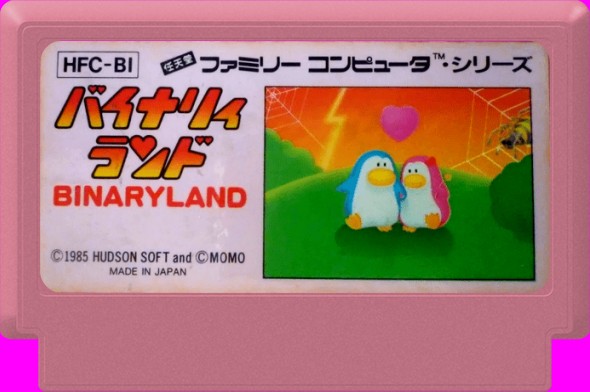 HFC-BI
任天堂 ファミリー コンピュータ™・シリーズ
バイナリィ
ランド
BINARYLAND
©1985 HUDSON SOFT and ©MOMO
MADE IN JAPAN